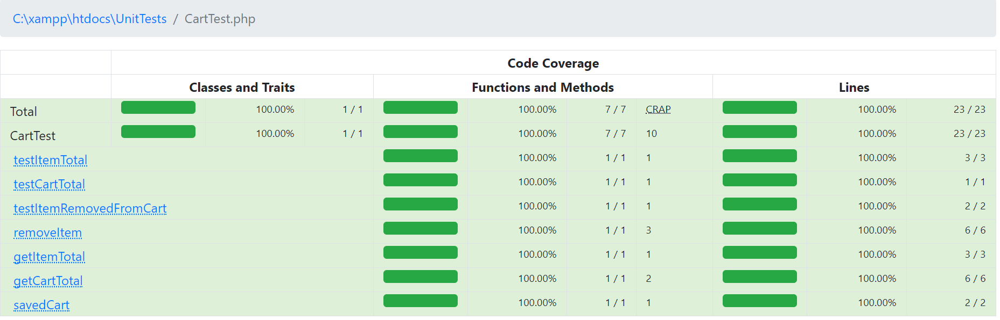 C:\xampp\htdocs\UnitTests / CartTest.php
Code Coverage
Classes and Traits Functions and Methods Lines
Total 100.00% 1 / 1 100.00% 7 / 7 CRAP 100.00% 23 / 23
CartTest 100.00% 1 / 1 100.00% 7 / 7 10 100.00% 23 / 23
testItemTotal 100.00% 1 / 1 1 100.00% 3 / 3
testCartTotal 100.00% 1 / 1 1 100.00% 1 / 1
testItemRemovedFromCart 100.00% 1 / 1 1 100.00% 2 / 2
removeItem 100.00% 1 / 1 3 100.00% 6 / 6
getItemTotal 100.00% 1 / 1 1 100.00% 3 / 3
getCartTotal 100.00% 1 / 1 2 100.00% 6 / 6
savedCart 100.00% 1 / 1 1 100.00% 2 / 2